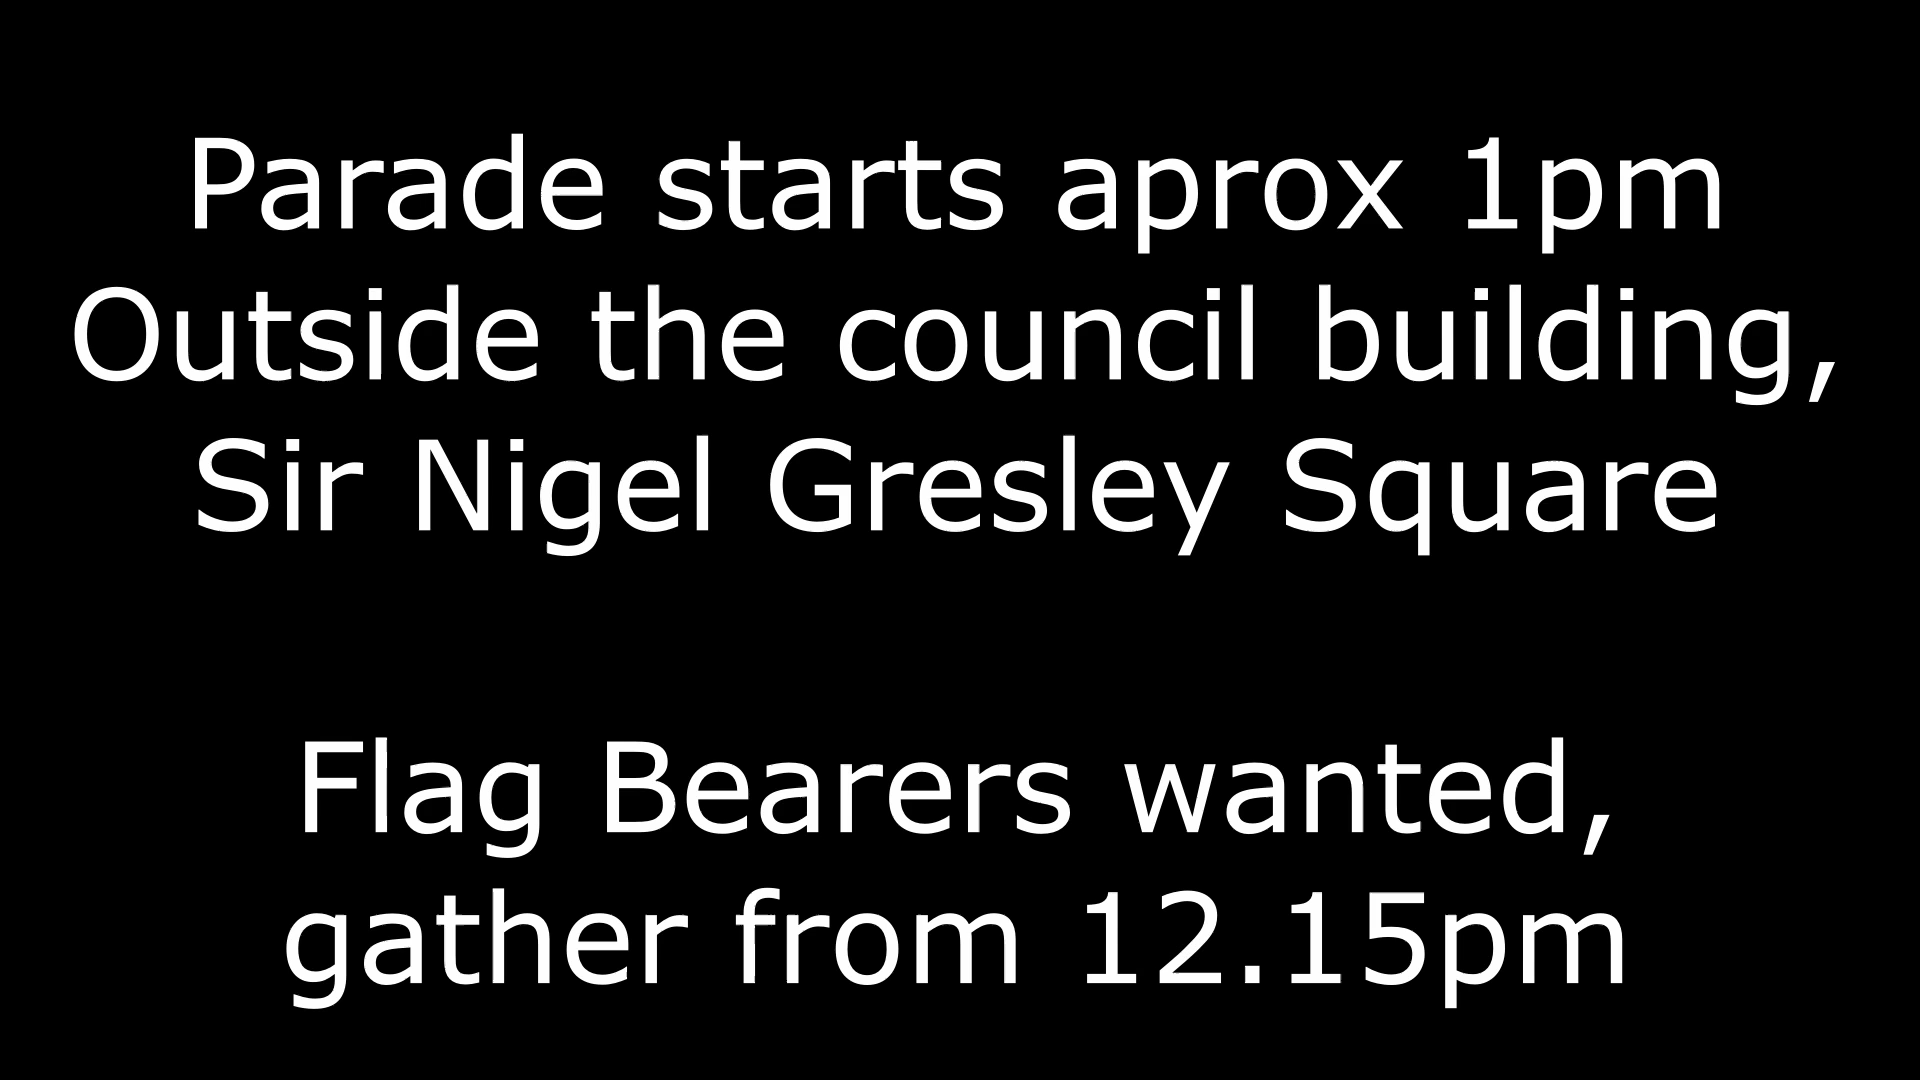 Parade starts aprox 1pm
Outside the council building,
Sir Nigel Gresley Square
Flag Bearers wanted,
gather from 12.15pm